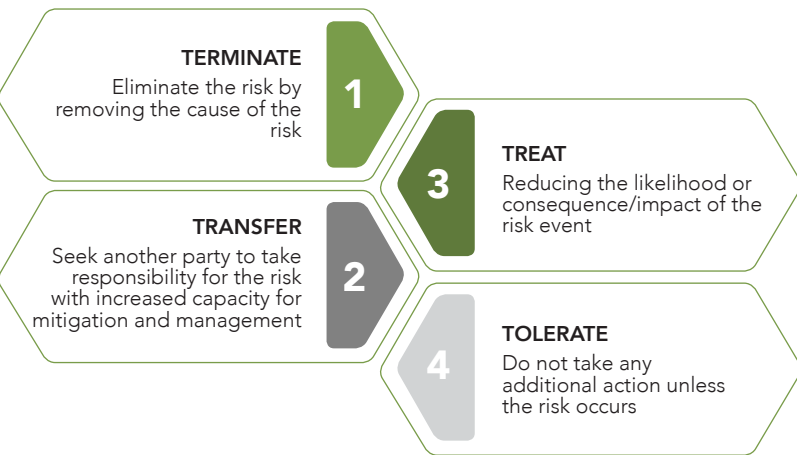 TERMINATE
Eliminate the risk by
removing the cause of the
risk
1
TRANSFER
Seek another party to take
responsibility for the risk
with increased capacity for
mitigation and management
2
3
TREAT
Reducing the likelihood or
consequence/impact of the
risk event
4
TOLERATE
Do not take any
additional action unless
the risk occurs